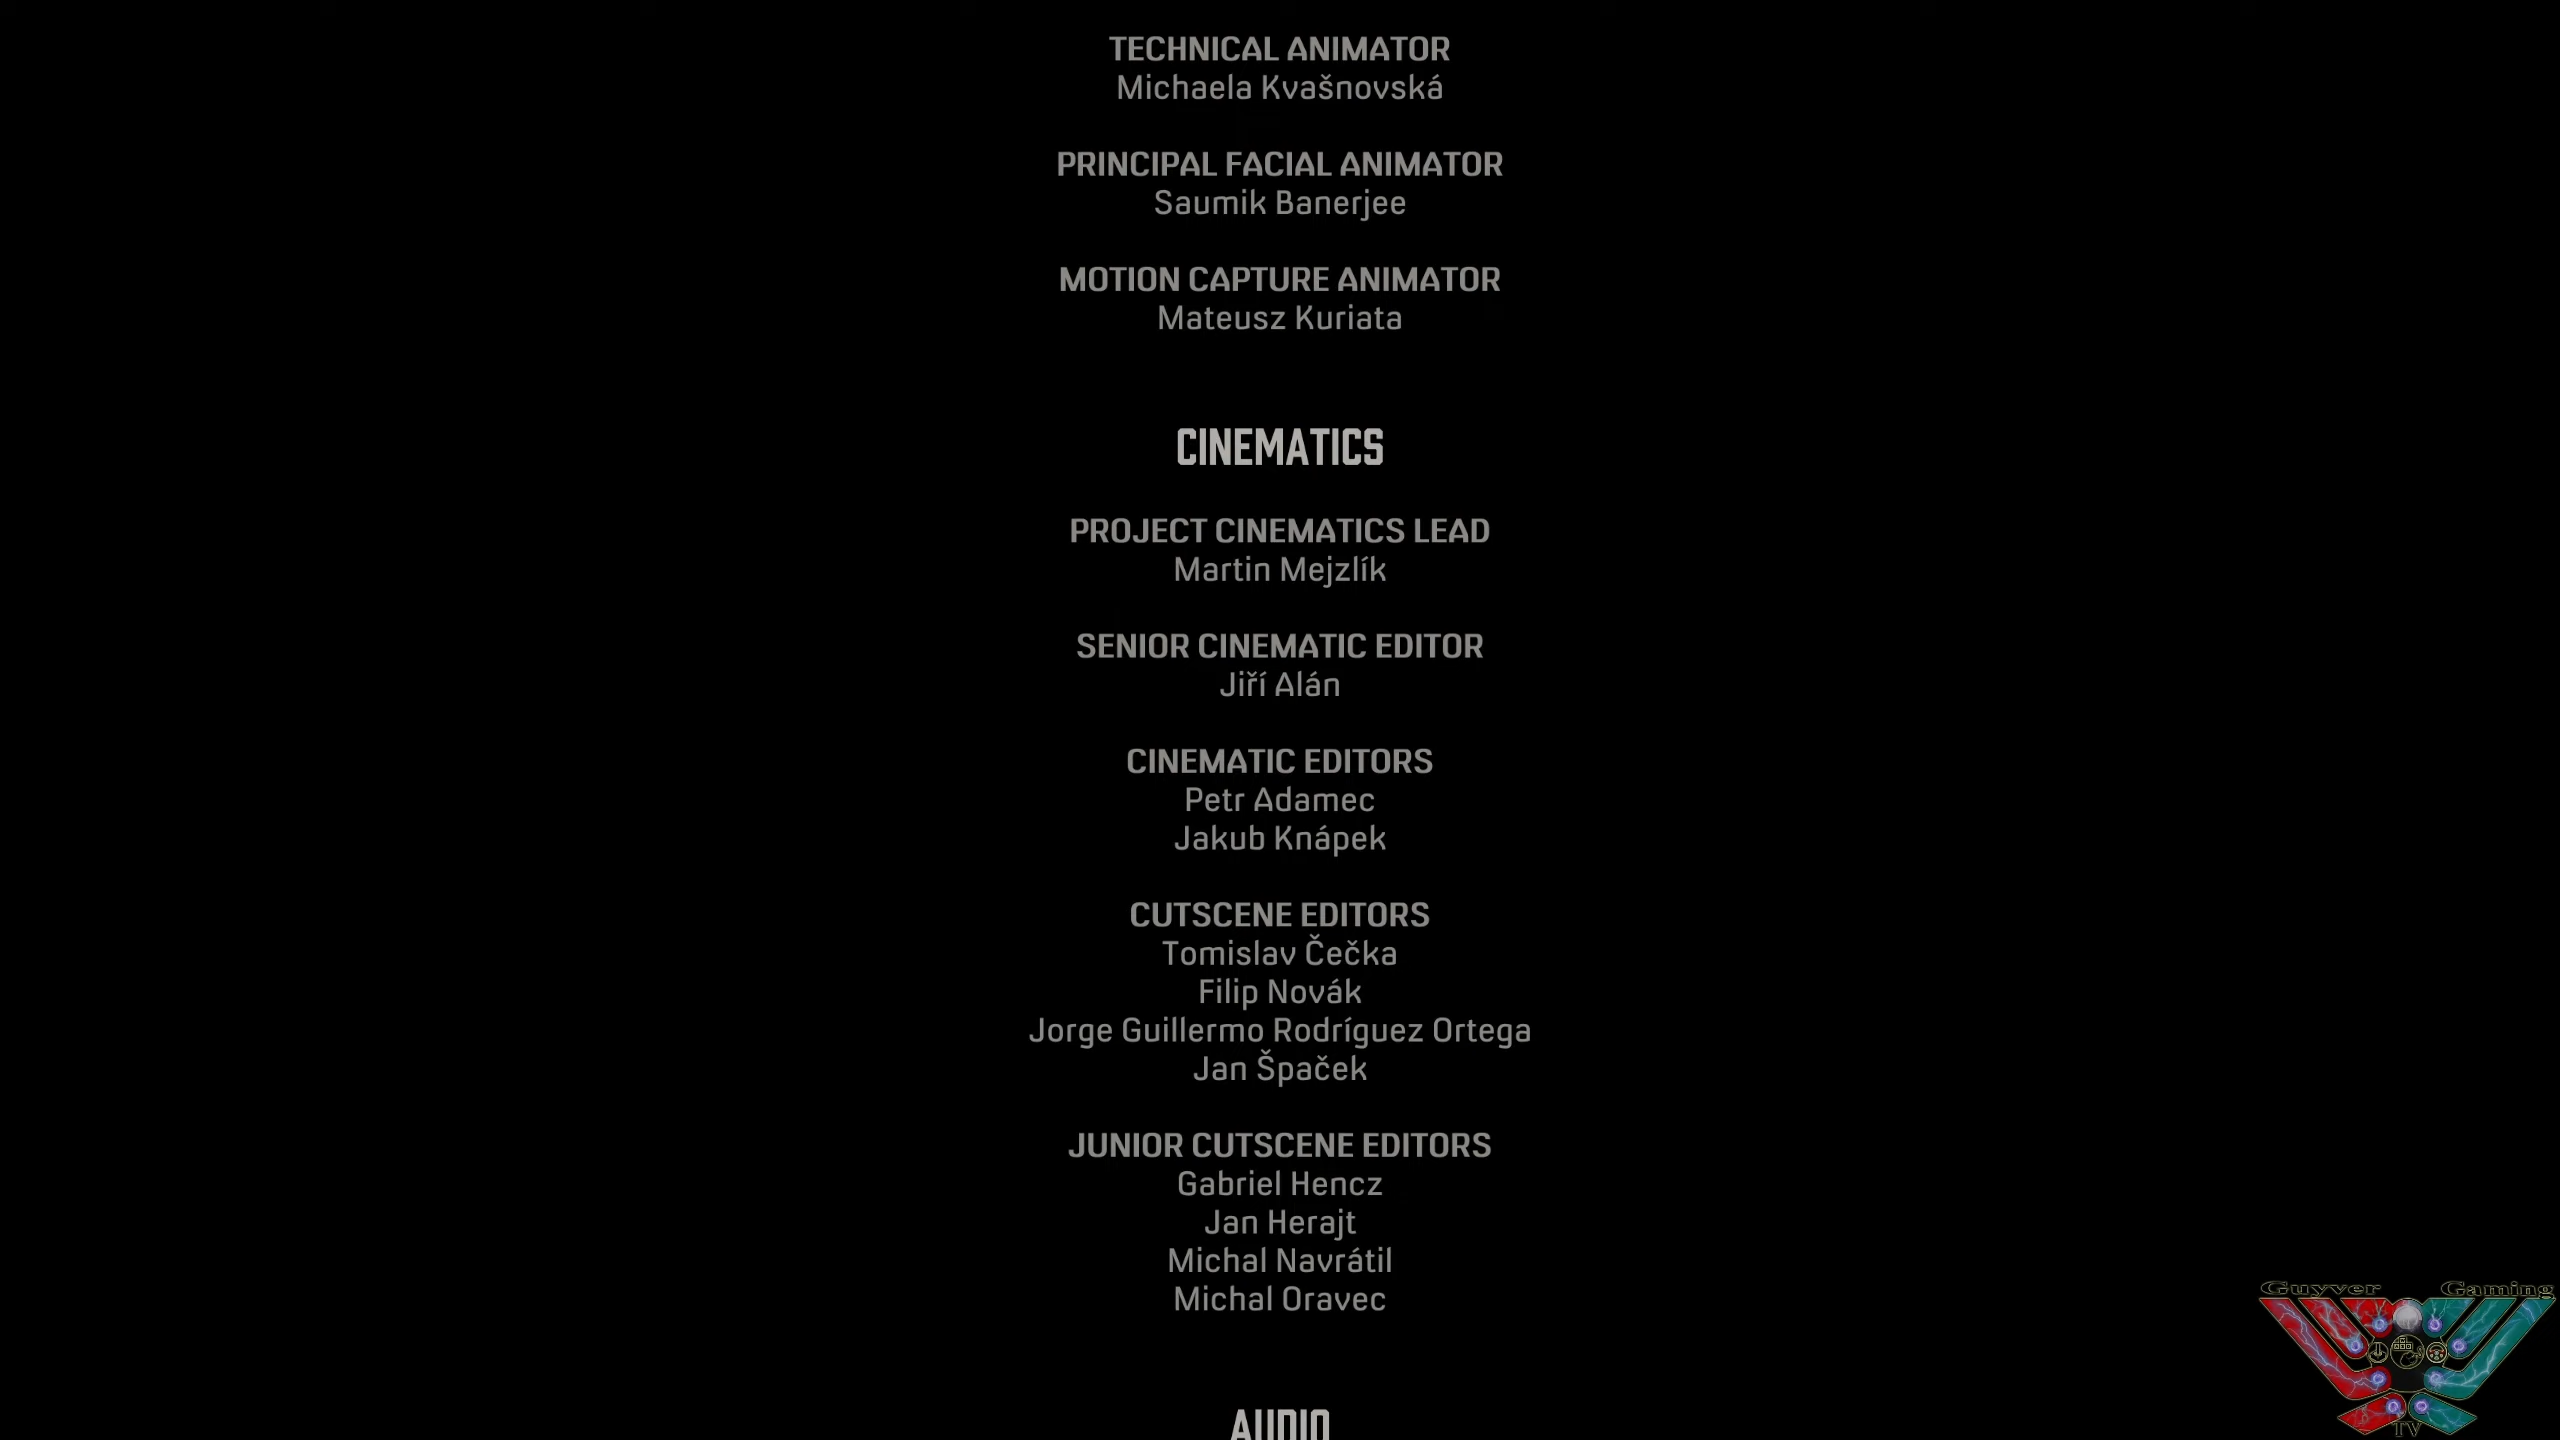 TECHNICAL ANIMATOR
Michaela Kvašnovská
PRINCIPAL FACIAL ANIMATOR
Saumik Banerjee
MOTION CAPTURE ANIMATOR
Mateusz Kuriata
CINEMATICS
PROJECT CINEMATICS LEAD
Martin Mejzlík
SENIOR CINEMATIC EDITOR
Jiří Alán
CINEMATIC EDITORS
Petr Adamec
Jakub Knápek
CUTSCENE EDITORS
Tomislav Čečka
Filip Novák
Jorge Guillermo Rodríguez Ortega
Jan Špaček
JUNIOR CUTSCENE EDITORS
Gabriel Hencz
Jan Herajt
Michal Navrátil
Michal Oravec
AUDIO
Guyver Gaming
TV